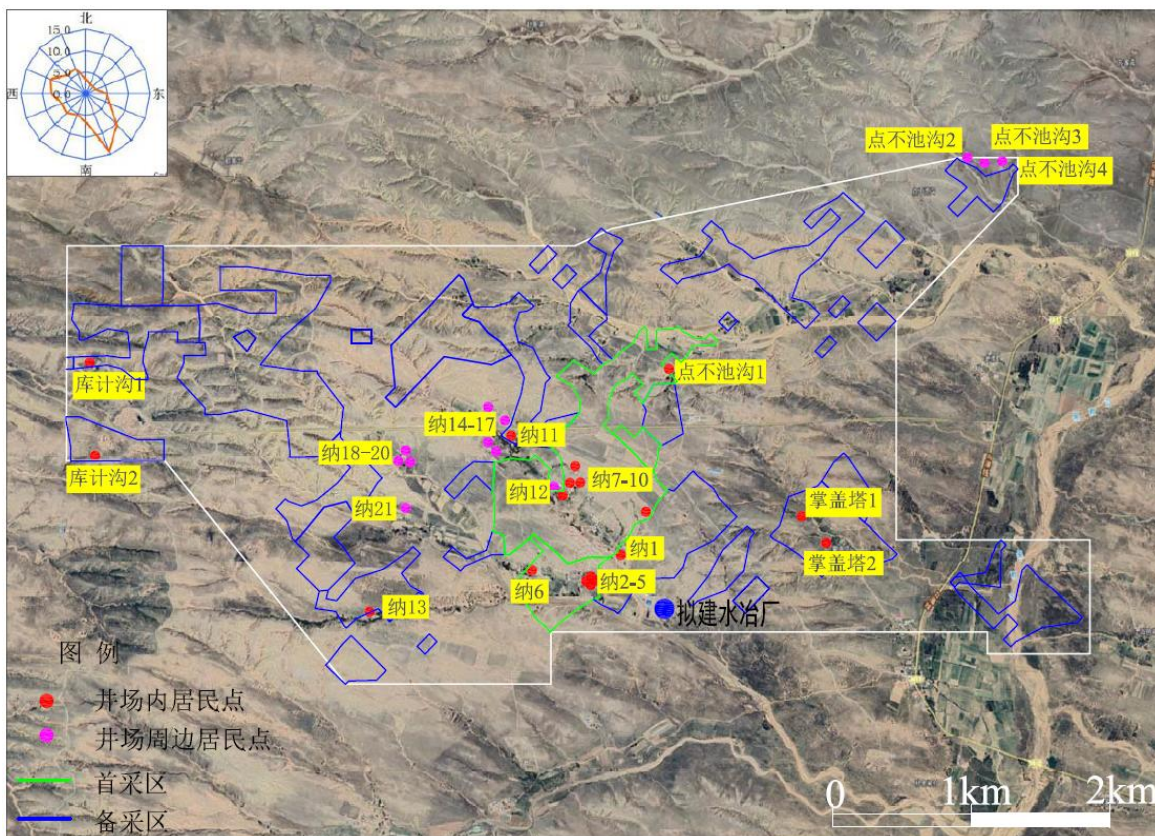 北
15.0
10.0
5.0
0.0
西
东
南
点不池沟2
点不池沟3
点不池沟4
点不池沟1
库计沟1
纳14-17
纳11
纳18-20
库计沟2
纳7-10
纳12
掌盖塔1
纳21
纳1
掌盖塔2
纳6
纳2-5
纳13
拟建水冶厂
图 例
井场内居民点
井场周边居民点
首采区
备采区
0
1km
2km